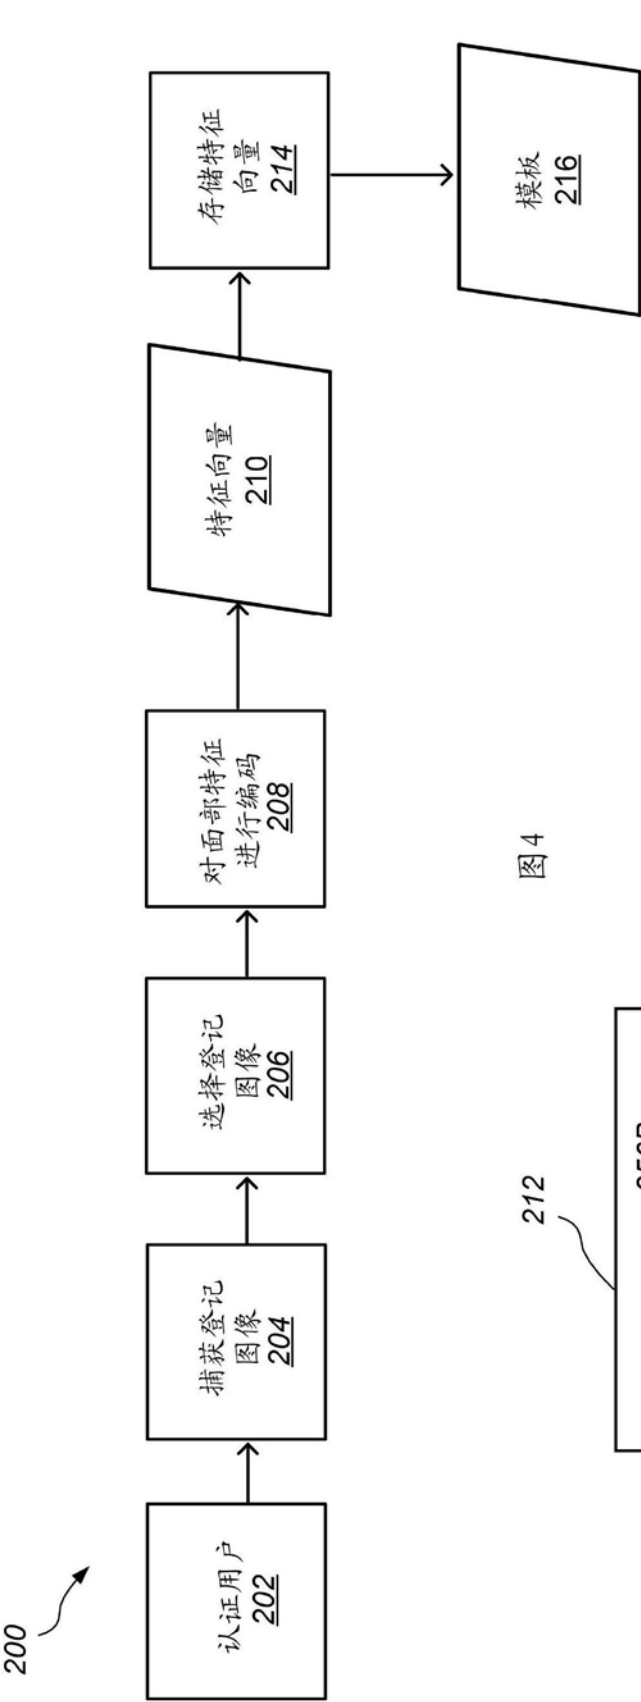 200
认证用户
202
捕获登记
图像
204
选择登记
图像
206
对面部特征
进行编码
208
特征向量
210
存储特征
向量
214
模板
216
图4
212